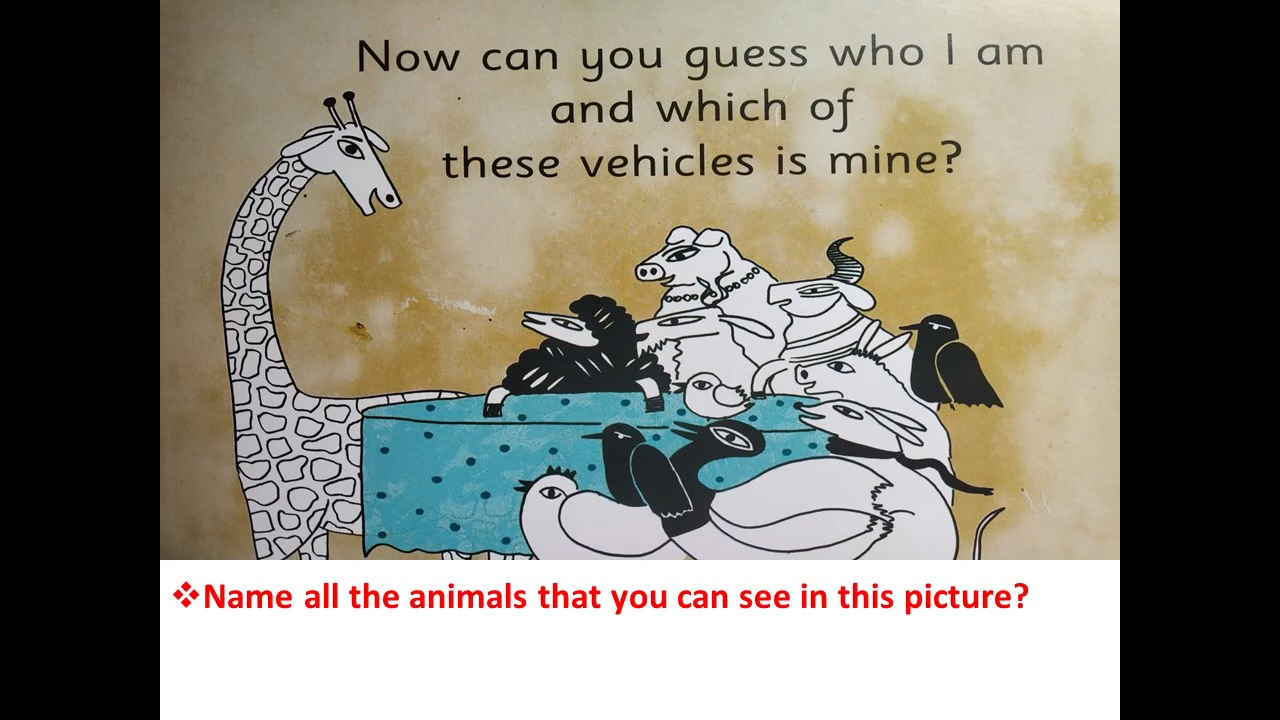 Now can you guess who I am
and which of
these vehicles is mine?
❖Name all the animals that you can see in this picture?